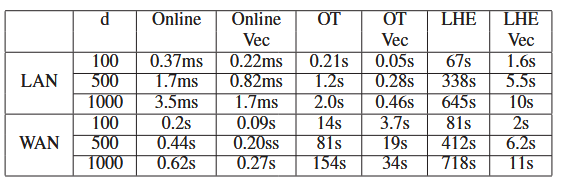 d Online Online OT OT LHE LHE
Vec Vec Vec
100 0.37ms 0.22ms 0.21s 0.05s 67s 1.6s
LAN 500 1.7ms 0.82ms 1.2s 0.28s 338s 5.5s
1000 3.5ms 1.7ms 2.0s 0.46s 645s 10s
100 0.2s 0.09s 14s 3.7s 81s 2s
WAN 500 0.44s 0.20ss 81s 19s 412s 6.2s
1000 0.62s 0.27s 154s 34s 718s 11s